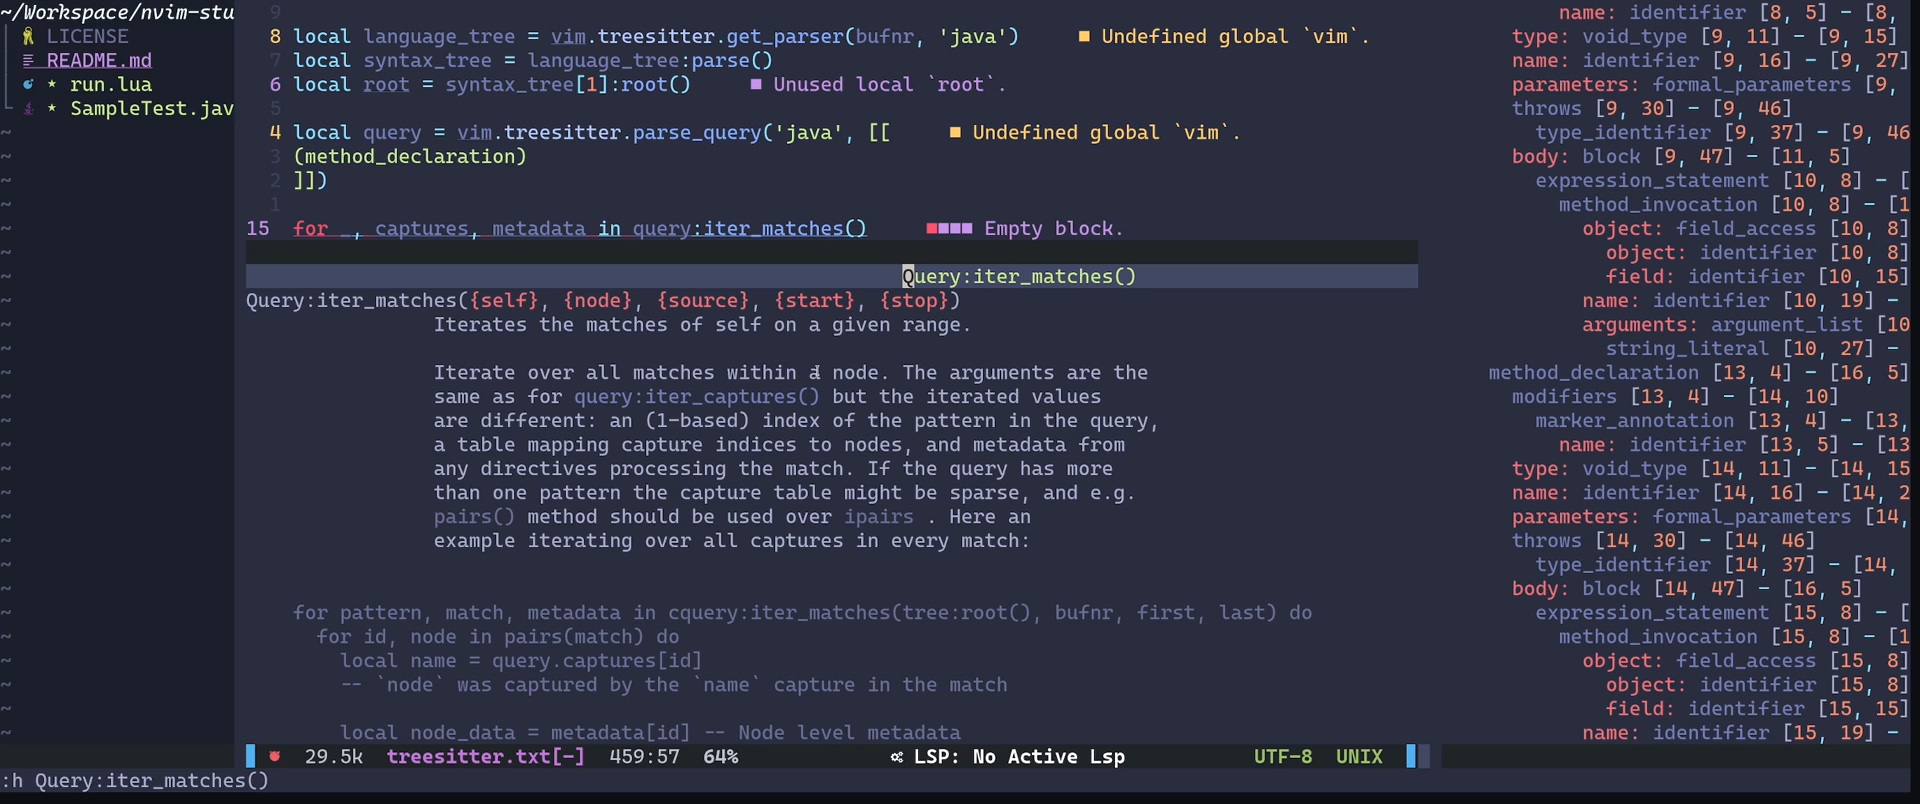 ~/Workspace/nvim-stu
LICENSE
README.md
★ run.lua
★ SampleTest.jav
9
8 local language_tree = vim.treesitter.get_parser(bufnr, 'java') ■ Undefined global `vim`.
7 local syntax_tree = language_tree:parse()
6 local root = syntax_tree[1]:root() ■ Unused local `root`.
5
4 local query = vim.treesitter.parse_query('java', [[ ■ Undefined global `vim`.
3 (method_declaration)
2 ]])
1
15 for _, captures, metadata in query:iter_matches() ■■■■ Empty block.
Query:iter_matches()
Query:iter_matches({self}, {node}, {source}, {start}, {stop})
Iterates the matches of self on a given range.
Iterate over all matches within a node. The arguments are the
same as for query:iter_captures() but the iterated values
are different: an (1-based) index of the pattern in the query,
a table mapping capture indices to nodes, and metadata from
any directives processing the match. If the query has more
than one pattern the capture table might be sparse, and e.g.
pairs() method should be used over ipairs . Here an
example iterating over all captures in every match:
for pattern, match, metadata in cquery:iter_matches(tree:root(), bufnr, first, last) do
for id, node in pairs(match) do
local name = query.captures[id]
-- `node` was captured by the `name` capture in the match
local node_data = metadata[id] -- Node level metadata
29.5k treesitter.txt[-] 459:57 64% LSP: No Active Lsp UTF-8 UNIX
:h Query:iter_matches()
name: identifier [8, 5] - [8,
type: void_type [9, 11] - [9, 15]
name: identifier [9, 16] - [9, 27]
parameters: formal_parameters [9,
throws [9, 30] - [9, 46]
type_identifier [9, 37] - [9, 46
body: block [9, 47] - [11, 5]
expression_statement [10, 8] - [
method_invocation [10, 8] - [1
object: field_access [10, 8]
object: identifier [10, 8]
field: identifier [10, 15]
name: identifier [10, 19] -
arguments: argument_list [10
string_literal [10, 27] -
method_declaration [13, 4] - [16, 5]
modifiers [13, 4] - [14, 10]
marker_annotation [13, 4] - [13,
name: identifier [13, 5] - [13
type: void_type [14, 11] - [14, 15
name: identifier [14, 16] - [14, 2
parameters: formal_parameters [14,
throws [14, 30] - [14, 46]
type_identifier [14, 37] - [14,
body: block [14, 47] - [16, 5]
expression_statement [15, 8] - [
method_invocation [15, 8] - [1
object: field_access [15, 8]
object: identifier [15, 8]
field: identifier [15, 15]
name: identifier [15, 19] -